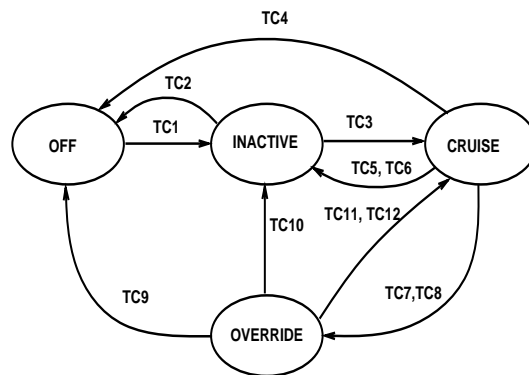 TC4
TC2
TC1
TC3
OFF
INACTIVE
CRUISE
TC5, TC6
TC11, TC12
TC10
TC9
TC7,TC8
OVERRIDE